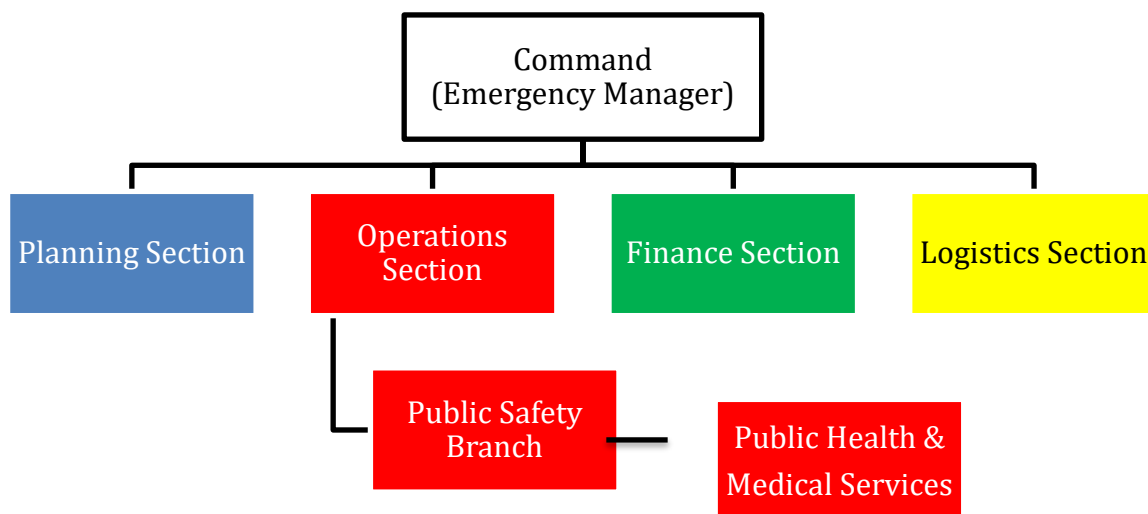 Command
(Emergency Manager)
Planning Section
Operations
Section
Finance Section
Logistics Section
Public Safety
Branch
Public Health &
Medical Services